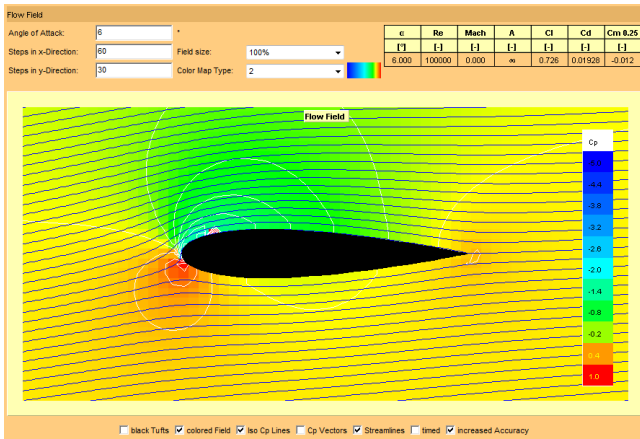 Flow Field
Angle of Attack: 6 °
Steps in x-Direction: 60 Field size: 100%
Steps in y-Direction: 30 Color Map Type: 2
α Re Mach A Cl Cd Cm 0.25
[°] [-] [-] [-] [-] [-] [-]
6.000 100000 0.000 ∞ 0.726 0.01928 -0.012
Flow Field
Cp
-5.0
-4.4
-3.8
-3.2
-2.6
-2.0
-1.4
-0.8
-0.2
0.4
1.0
black Tufts colored Field Iso Cp Lines Cp Vectors Streamlines timed increased Accuracy